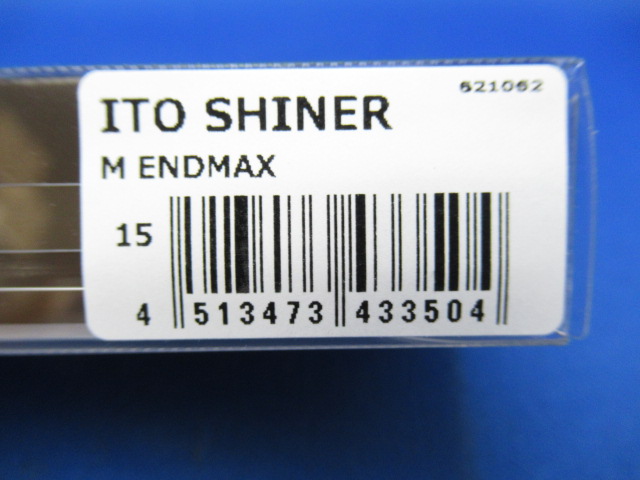 621062
ITO SHINER
M ENDMAX
15
4 513473 433504